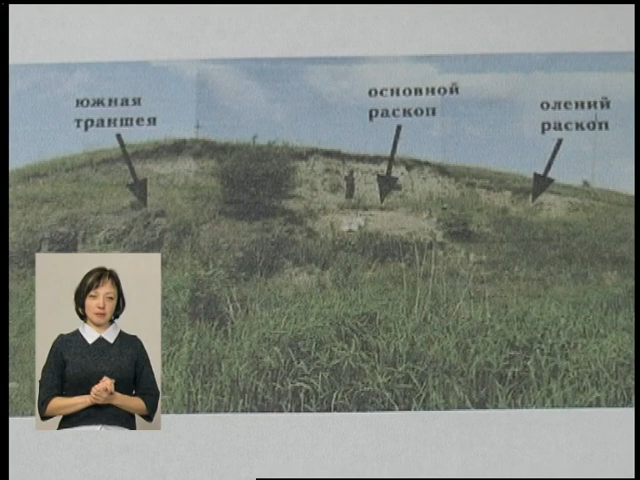 южная
траншея
основной
раскоп
олений
раскоп